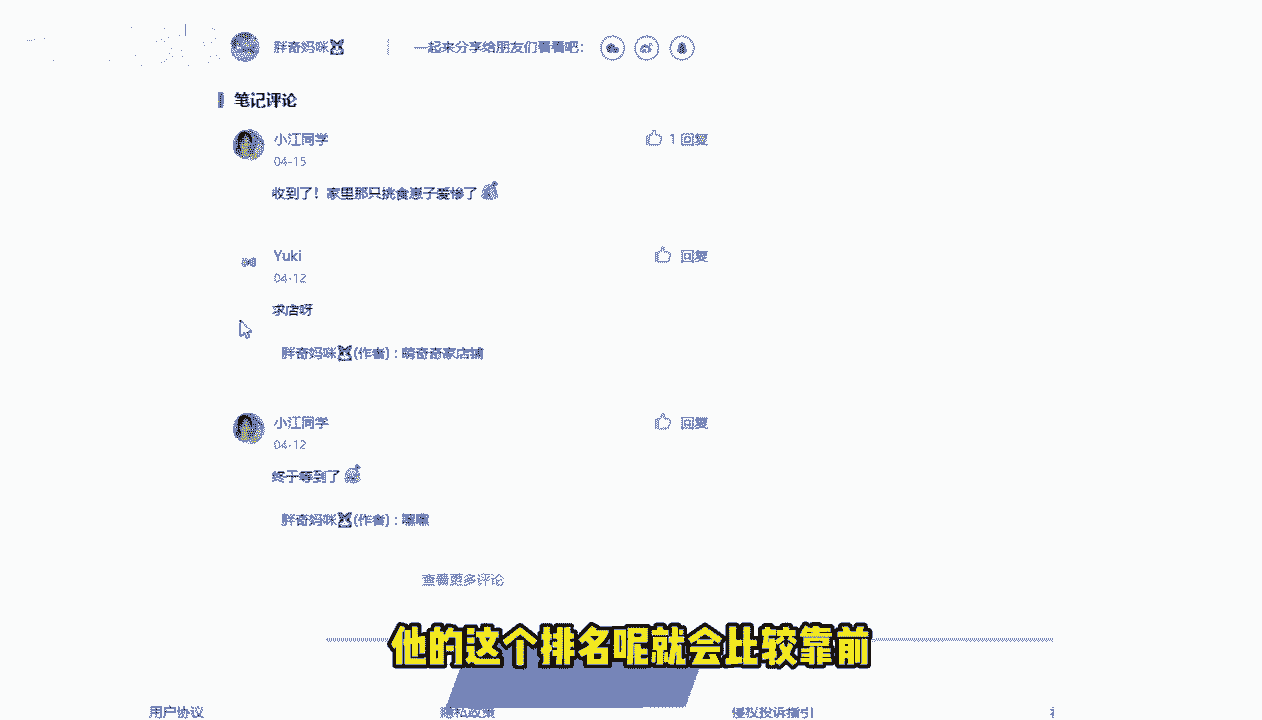 胖奇妈咪 一起来分享给朋友们看看吧：
笔记评论
小江同学 1 回复
04-15
收到了！家里那只挑食崽子爱惨了
Yuki 回复
04-12
求店呀
胖奇妈咪(作者)：萌奇奇家店铺
小江同学 回复
04-12
终于等到了
胖奇妈咪(作者)：嘿嘿
查看更多评论
他的这个排名呢就会比较靠前
用户协议 隐私政策 侵权投诉指引